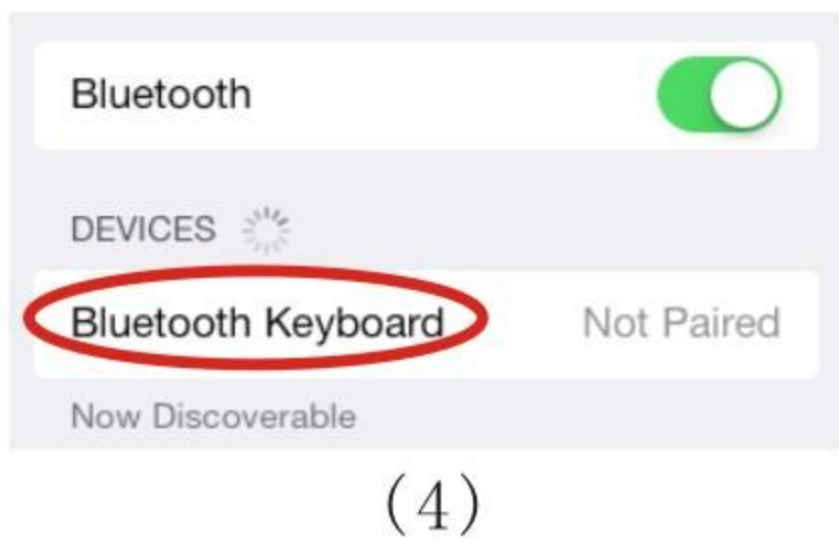 Bluetooth
DEVICES
Bluetooth Keyboard Not Paired
Now Discoverable
(4)